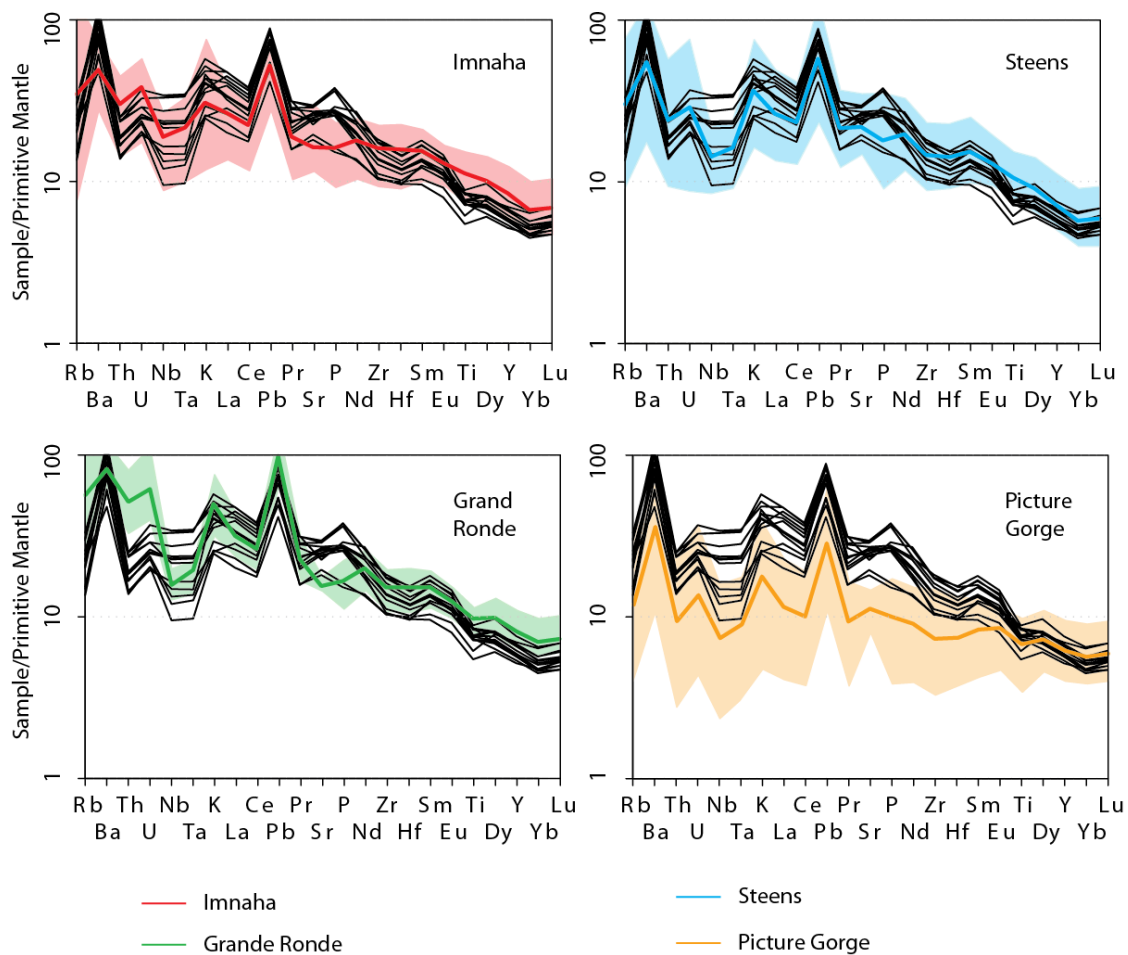 100
10
1
Sample/Primitive Mantle
Imnaha
Rb Th Nb K Ce Pr P Zr Sm Ti Y Lu
Ba U Ta La Pb Sr Nd Hf Eu Dy Yb
100
10
1
Steens
Rb Th Nb K Ce Pr P Zr Sm Ti Y Lu
Ba U Ta La Pb Sr Nd Hf Eu Dy Yb
100
10
1
Sample/Primitive Mantle
Grand
Ronde
Rb Th Nb K Ce Pr P Zr Sm Ti Y Lu
Ba U Ta La Pb Sr Nd Hf Eu Dy Yb
100
10
1
Picture
Gorge
Rb Th Nb K Ce Pr P Zr Sm Ti Y Lu
Ba U Ta La Pb Sr Nd Hf Eu Dy Yb
Imnaha
Grande Ronde
Steens
Picture Gorge